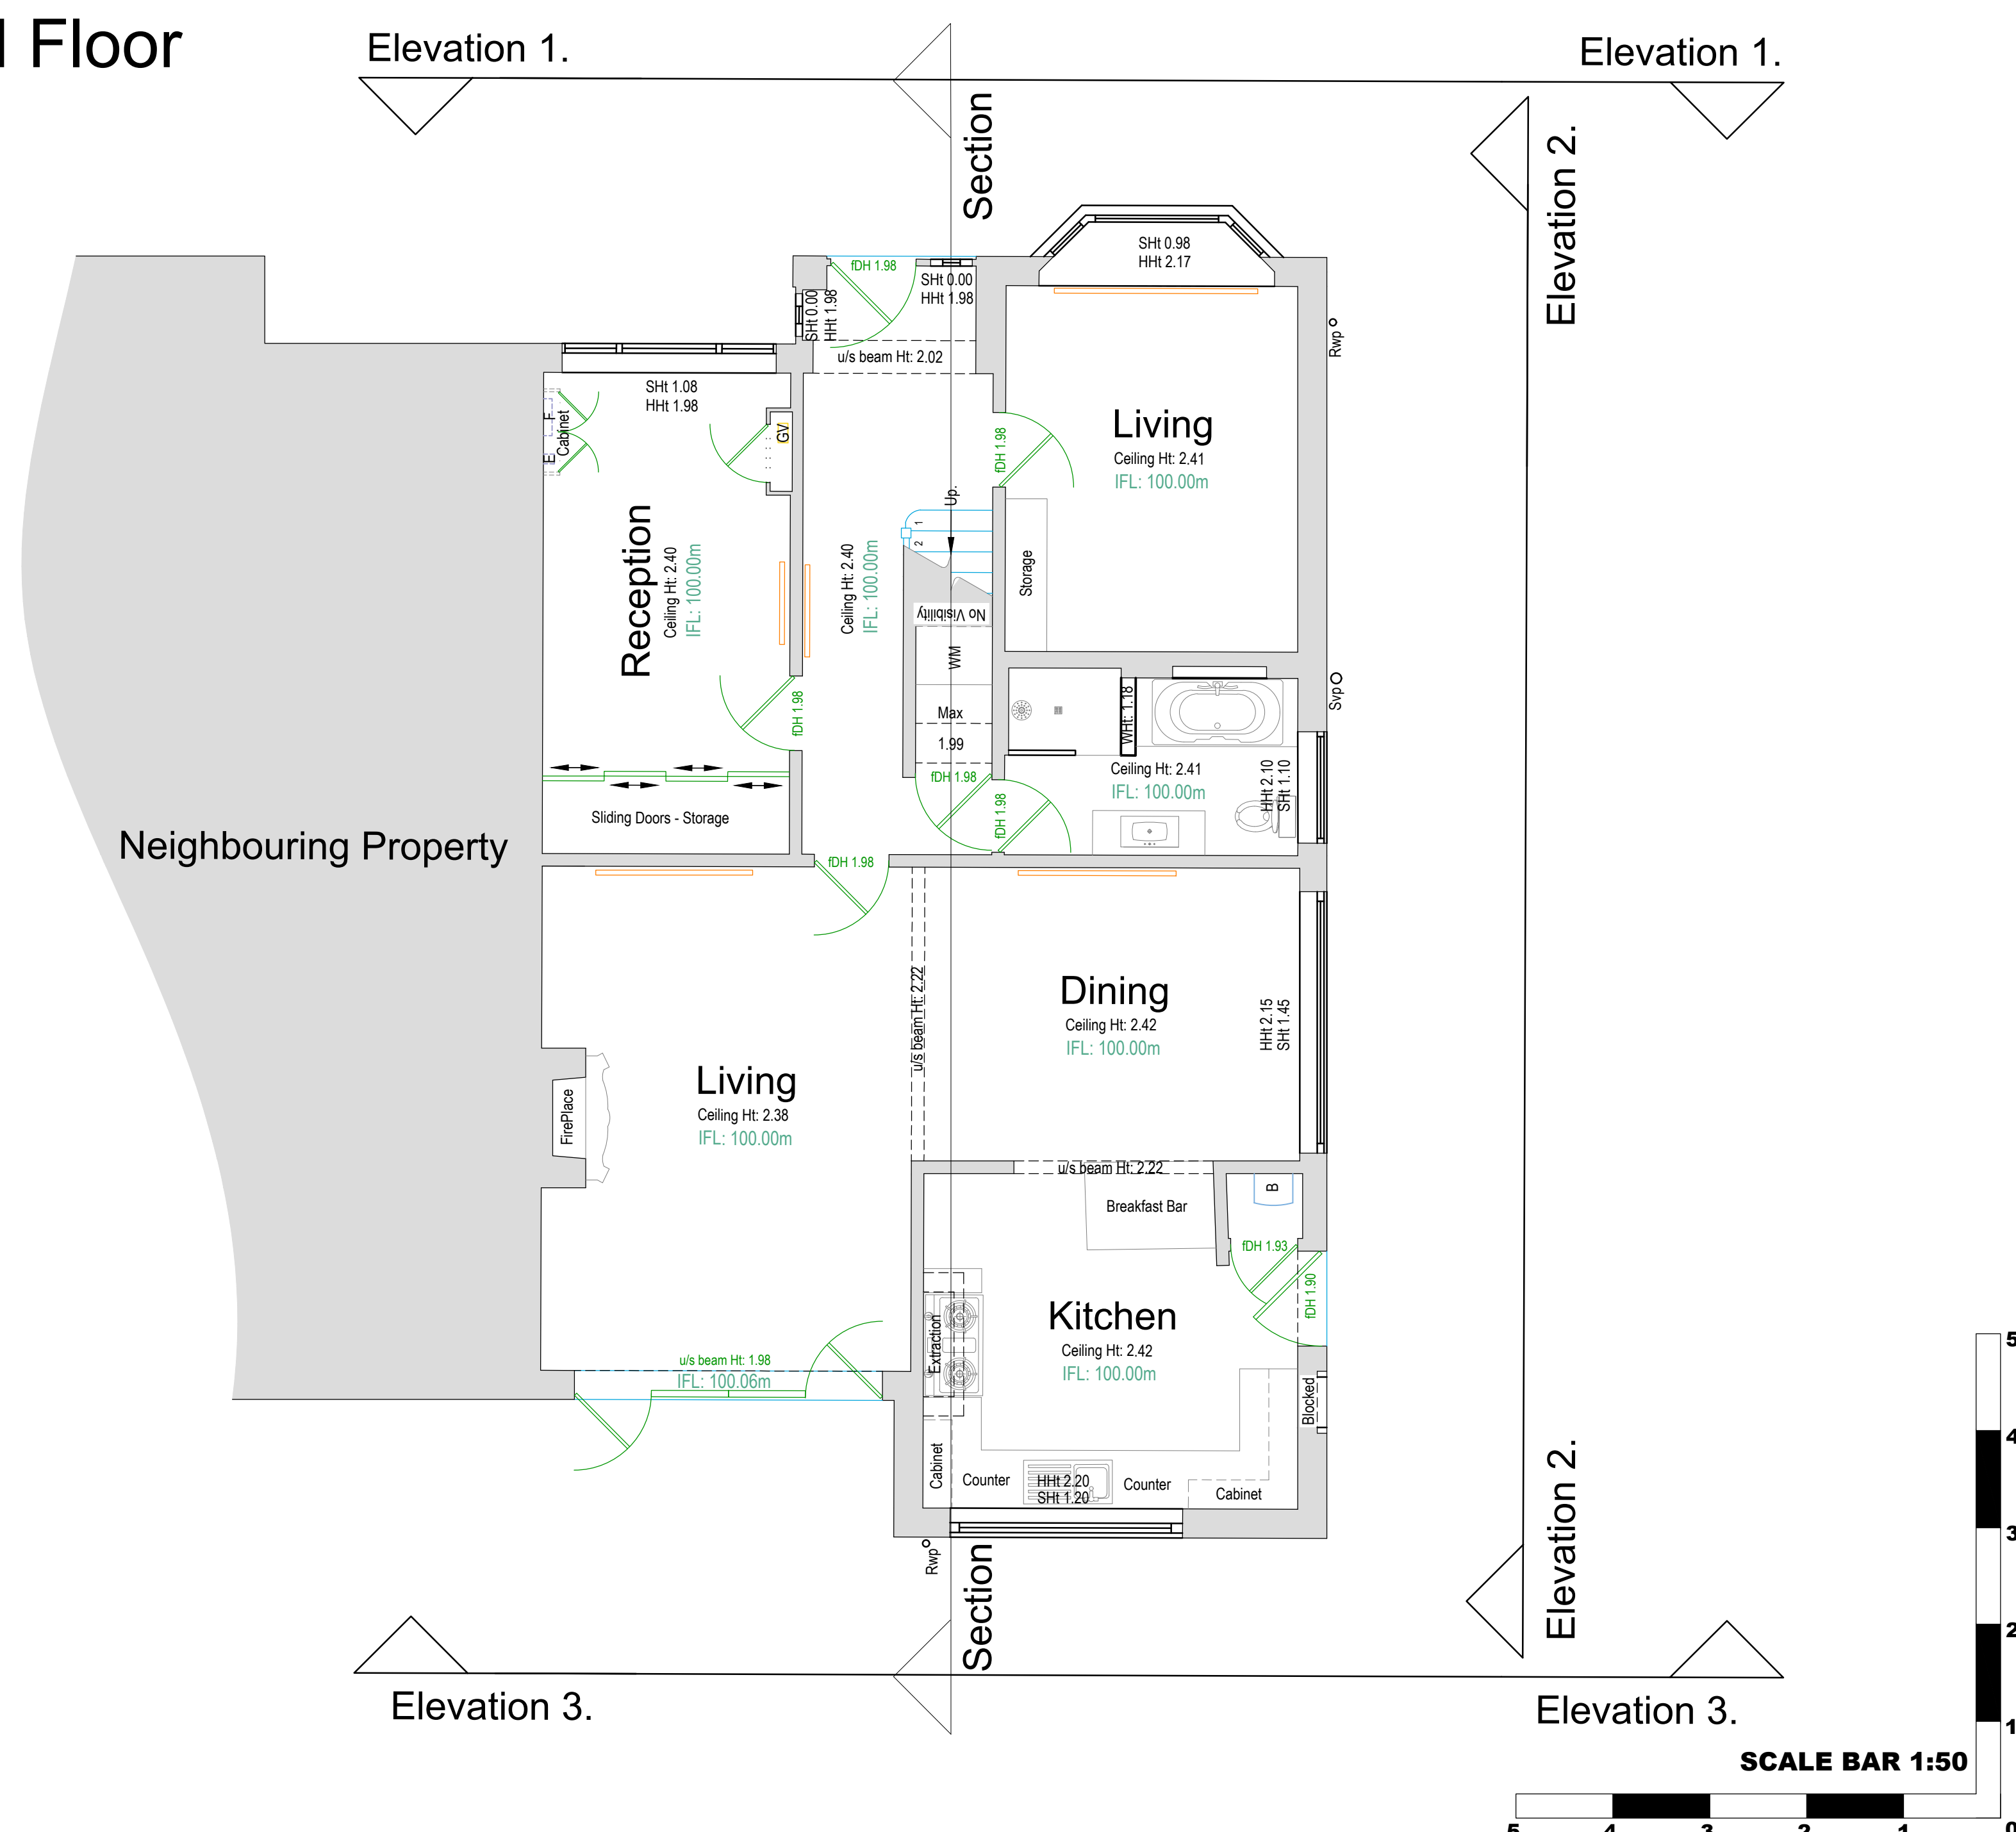 Floor
Elevation 1.
Elevation 1.
Section
Elevation 2.
SHt 0.98
HHt 2.17
fDH 1.98
SHt 0.00
HHt 1.98
SHt 0.00
HHt 1.98
u/s beam Ht: 2.02
Rwp
SHt 1.08
HHt 1.98
F
Cabinet
E
GV
fDH 1.98
Living
Ceiling Ht: 2.41
IFL: 100.00m
Up.
1
2
Reception
Ceiling Ht: 2.40
IFL: 100.00m
Ceiling Ht: 2.40
IFL: 100.00m
Storage
No Visibility
WM
Max
1.99
fDH 1.98
WHt: 1.18
Svp
fDH 1.98
fDH 1.98
Ceiling Ht: 2.41
IFL: 100.00m
HHt 2.10
SHt 1.10
Sliding Doors - Storage
Neighbouring Property
fDH 1.98
u/s beam Ht: 2.22
Dining
Ceiling Ht: 2.42
IFL: 100.00m
HHt 2.15
SHt 1.45
Living
Ceiling Ht: 2.38
IFL: 100.00m
FirePlace
u/s beam Ht: 2.22
Breakfast Bar
B
fDH 1.93
fDH 1.90
Kitchen
Ceiling Ht: 2.42
IFL: 100.00m
Extraction
u/s beam Ht: 1.98
IFL: 100.06m
Blocked
Cabinet
Counter
HHt 2.20
SHt 1.20
Counter
Cabinet
Rwp
Section
Elevation 2.
Elevation 3.
Elevation 3.
5
4
3
2
1
SCALE BAR 1:50
5 4 3 2 1 0